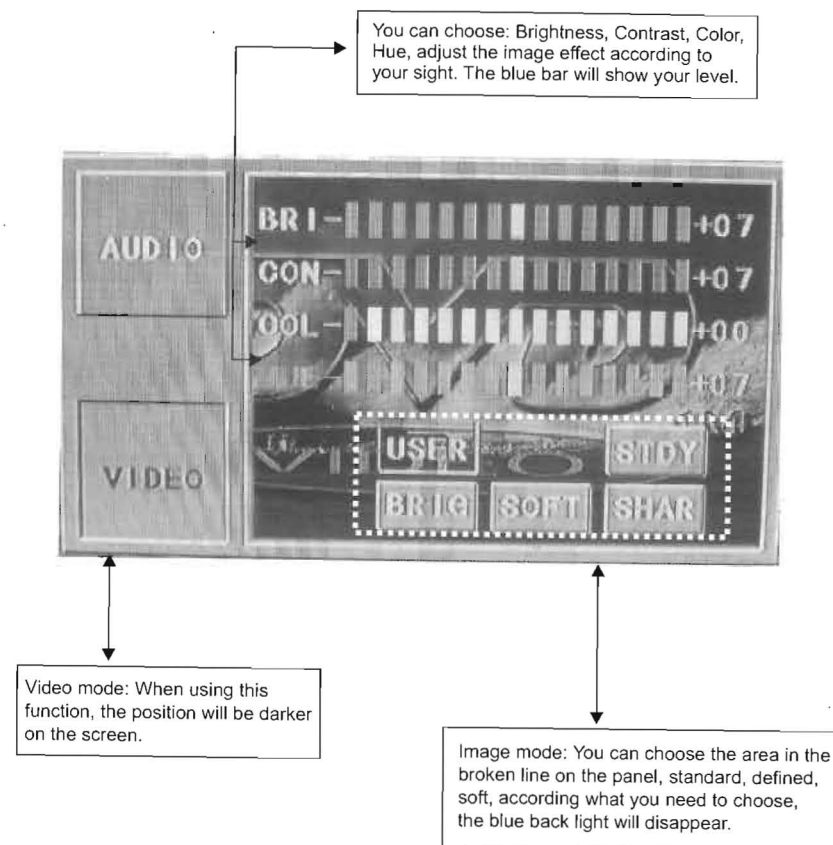 You can choose: Brightness, Contrast, Color,
Hue, adjust the image effect according to
your sight. The blue bar will show your level.
AUDIO
BRI- +07
CON- +07
COL- +00
+07
USER STDY
VIDEO
BRIG SOFT SHAR
Video mode: When using this
function, the position will be darker
on the screen.
Image mode: You can choose the area in the
broken line on the panel, standard, defined,
soft, according what you need to choose,
the blue back light will disappear.